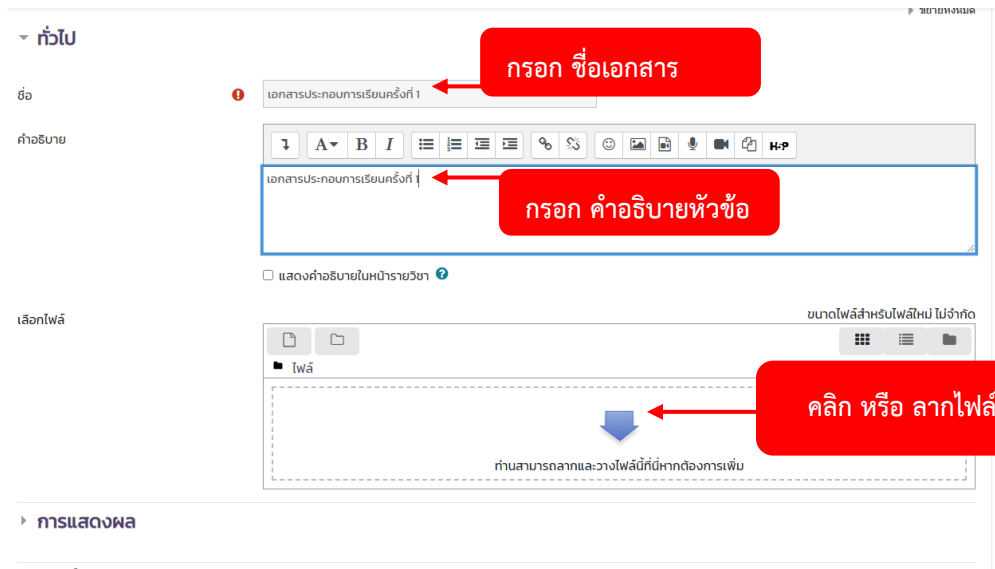 ขยายทั้งหมด
ทั่วไป
กรอก ชื่อเอกสาร
ชื่อ
เอกสารประกอบการเรียนครั้งที่ 1
คำอธิบาย
A B I H-P
เอกสารประกอบการเรียนครั้งที่ 1
กรอก คำอธิบายหัวข้อ
แสดงคำอธิบายในหน้ารายวิชา
เลือกไฟล์
ขนาดไฟล์สำหรับไฟล์ใหม่ ไม่จำกัด
ไฟล์
คลิก หรือ ลากไฟล์
ท่านสามารถลากและวางไฟล์นี้ที่นี่หากต้องการเพิ่ม
การแสดงผล